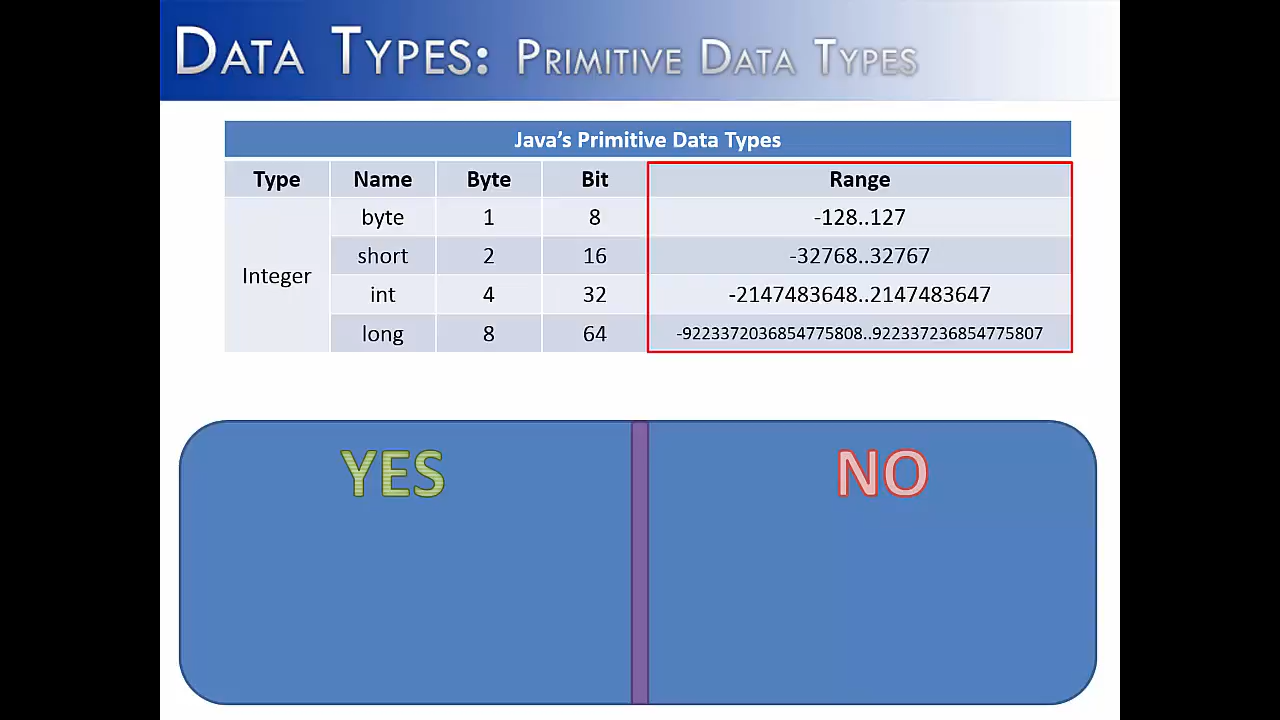 DATA TYPES: PRIMITIVE DATA TYPES
Java's Primitive Data Types
Type Name Byte Bit Range
Integer
byte 1 8 -128..127
short 2 16 -32768..32767
int 4 32 -2147483648..2147483647
long 8 64 -9223372036854775808..922337236854775807
YES NO